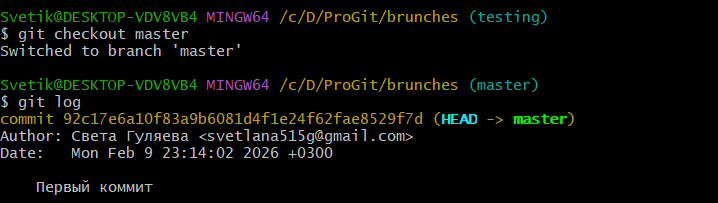 Svetik@DESKTOP-VDV8VB4 MINGW64 /c/D/ProGit/brunches (testing)
$ git checkout master
Switched to branch 'master'
Svetik@DESKTOP-VDV8VB4 MINGW64 /c/D/ProGit/brunches (master)
$ git log
commit 92c17e6a10f83a9b6081d4f1e24f62fae8529f7d (HEAD -> master)
Author: Света Гуляева <svetlana515g@gmail.com>
Date:   Mon Feb 9 23:14:02 2026 +0300
    Первый коммит